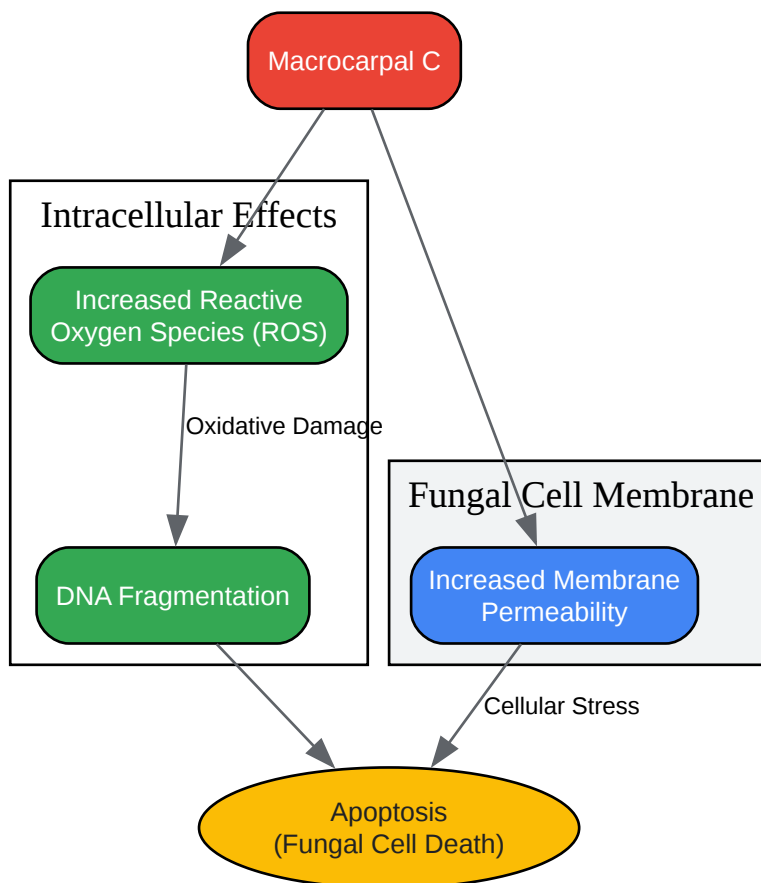 Macrocarpal C
Intracellular Effects
Increased Reactive
Oxygen Species (ROS)
Oxidative Damage
DNA Fragmentation
Fungal Cell Membrane
Increased Membrane
Permeability
Cellular Stress
Apoptosis
(Fungal Cell Death)